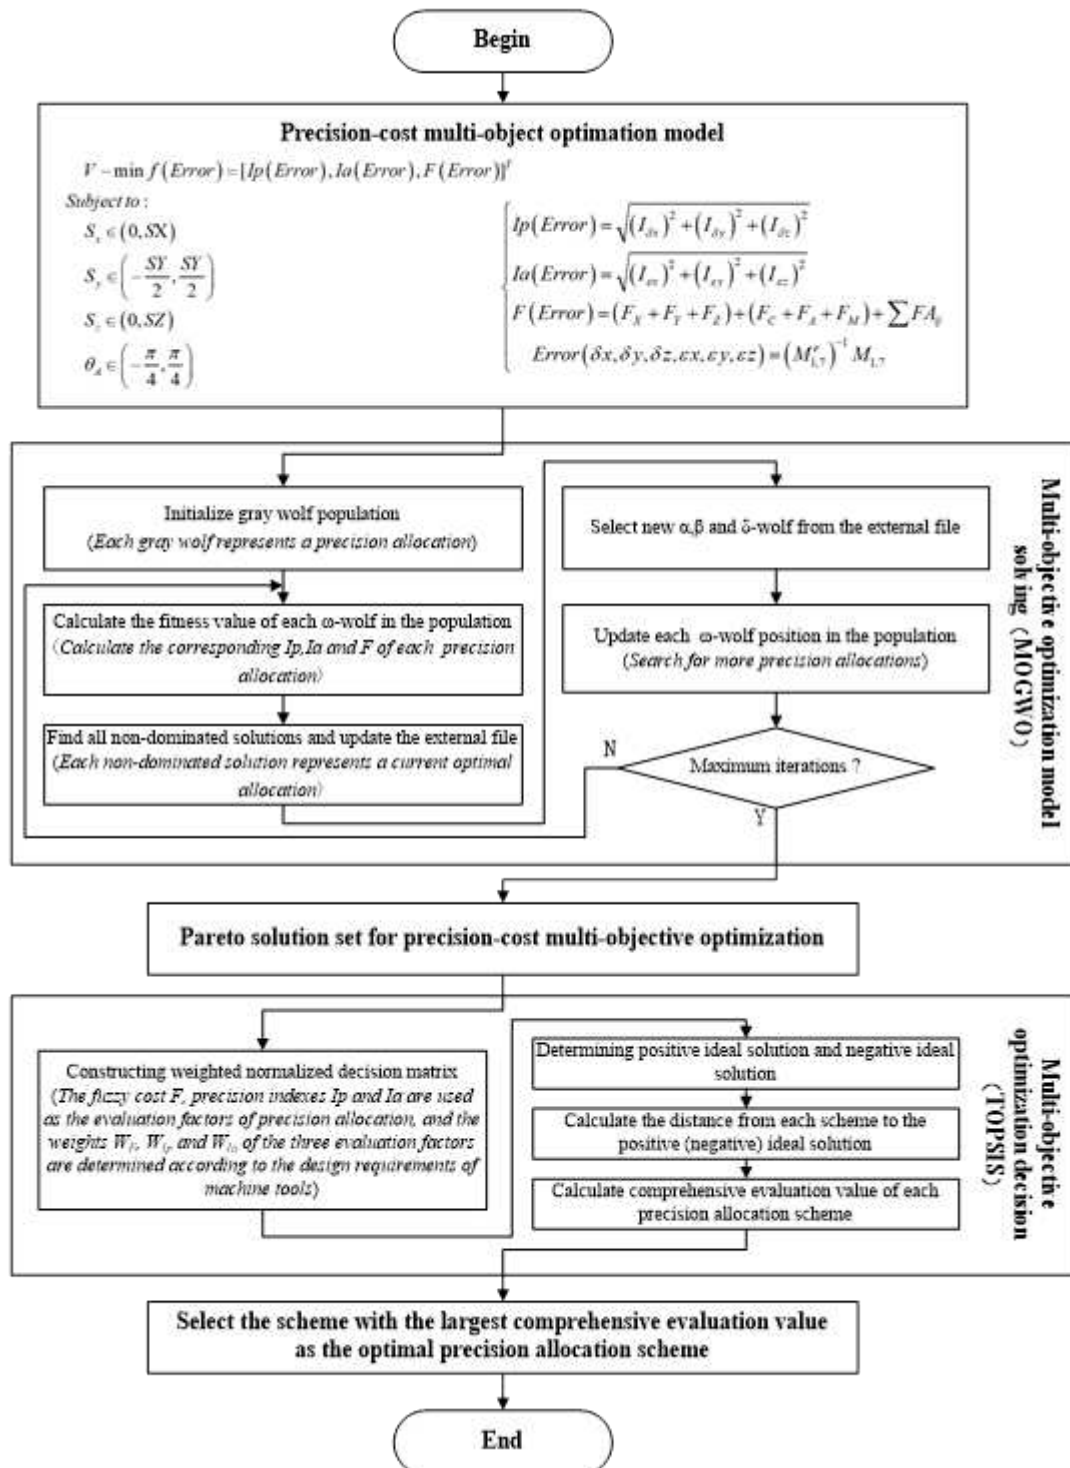 Begin
Precision-cost multi-object optimation model
V − min f(Error) = [Ip(Error), Ia(Error), F(Error)]^T
Subject to :
S_x ∈ (0, SX)
S_y ∈ (−SY/2, SY/2)
S_z ∈ (0, SZ)
θ_A ∈ (−π/4, π/4)
Ip(Error) = √((I_δx)² + (I_δy)² + (I_δz)²)
Ia(Error) = √((I_εx)² + (I_εy)² + (I_εz)²)
F(Error) = (F_X + F_Y + F_Z) + (F_C + F_A + F_M) + ∑FA_ij
Error(δx, δy, δz, εx, εy, εz) = (M^r_1,7)^−1 M_1,7
Initialize gray wolf population
(Each gray wolf represents a precision allocation)
Calculate the fitness value of each ω-wolf in the population
(Calculate the corresponding Ip,Ia and F of each precision
allocation)
Find all non-dominated solutions and update the external file
(Each non-dominated solution represents a current optimal
allocation)
Select new α,β and δ-wolf from the external file
Update each ω-wolf position in the population
(Search for more precision allocations)
Maximum iterations ?
N
Y
Multi-objective optimization model
solving (MOGWO)
Pareto solution set for precision-cost multi-objective optimization
Constructing weighted normalized decision matrix
(The fuzzy cost F, precision indexes Ip and Ia are used
as the evaluation factors of precision allocation, and the
weights W_F, W_Ip and W_Ia of the three evaluation factors
are determined according to the design requirements of
machine tools)
Determining positive ideal solution and negative ideal
solution
Calculate the distance from each scheme to the
positive (negative) ideal solution
Calculate comprehensive evaluation value of each
precision allocation scheme
Multi-objective
optimization decision
(TOPSIS)
Select the scheme with the largest comprehensive evaluation value
as the optimal precision allocation scheme
End